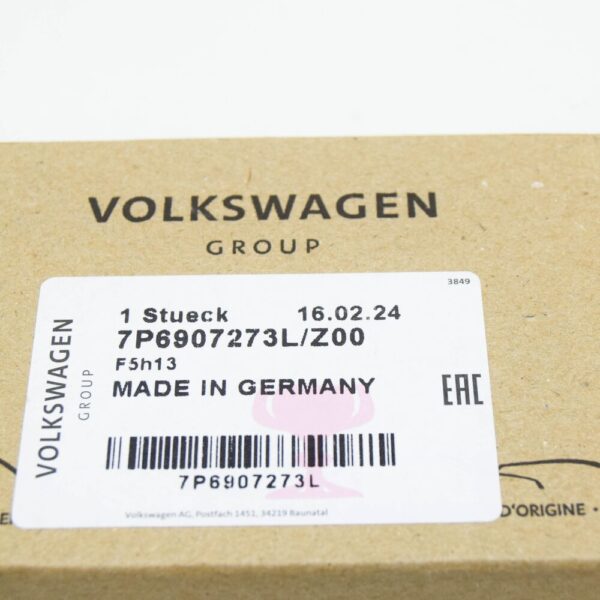 VOLKSWAGEN
GROUP
3849
1 Stueck 16.02.24
7P6907273L/Z00
F5h13
MADE IN GERMANY
EAC
VOLKSWAGEN
GROUP
7P6907273L
Volkswagen AG, Postfach 1451, 34219 Baunatal
D'ORIGINE •